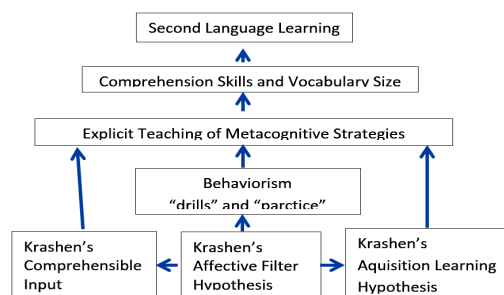 Second Language Learning
Comprehension Skills and Vocabulary Size
Explicit Teaching of Metacognitive Strategies
Behaviorism
“drills” and “parctice”
Krashen’s
Comprehensible
Input
Krashen’s
Affective Filter
Hypothesis
Krashen’s
Aquisition Learning
Hypothesis